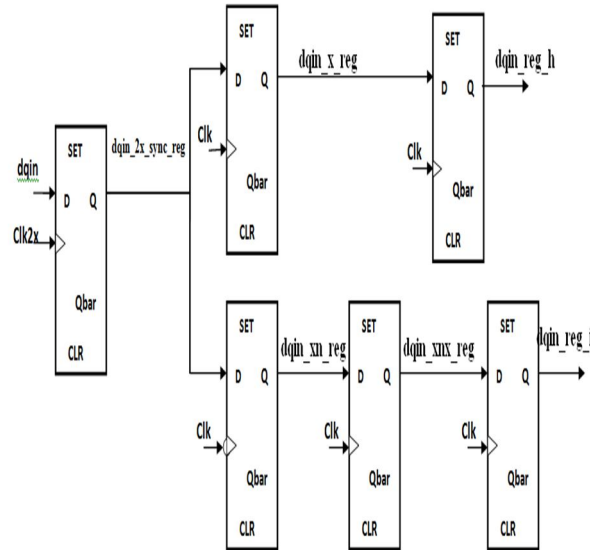 SET
D Q
Clk
Qbar
CLR
dqin_x_reg
SET
D Q
Clk
Qbar
CLR
dqin_reg_h
dqin
Clk2x
SET
D Q
Qbar
CLR
dqin_2x_sync_reg
SET
D Q
Clk
Qbar
CLR
dqin_xn_reg
SET
D Q
Clk
Qbar
CLR
dqin_xnx_reg
SET
D Q
Clk
Qbar
CLR